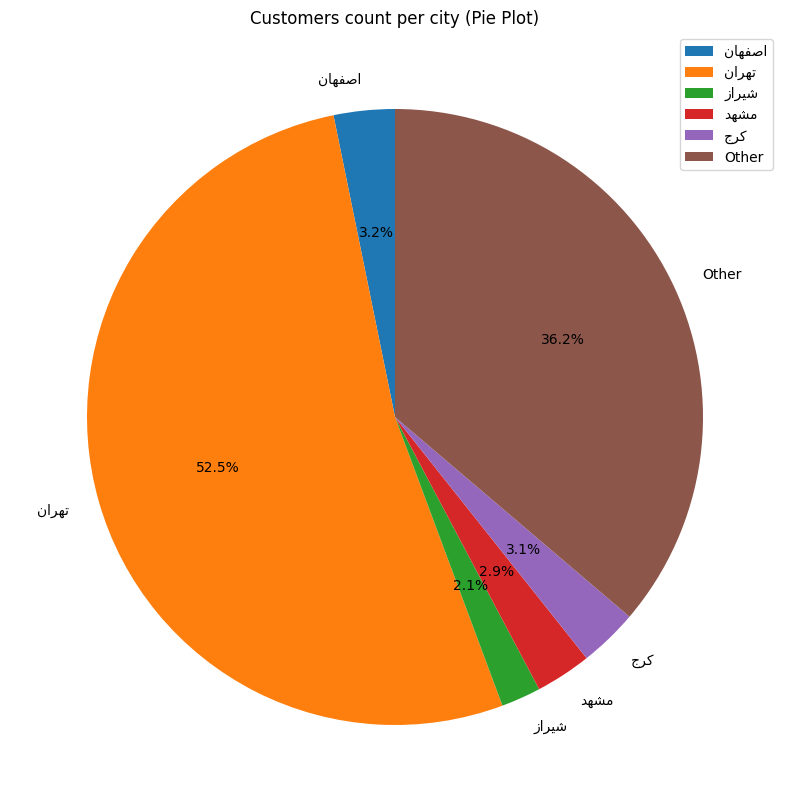 Customers count per city (Pie Plot)
اصفهان
تهران
شیراز
مشهد
کرج
Other
اصفهان
3.2%
Other
36.2%
52.5%
تهران
3.1%
2.9%
2.1%
کرج
مشهد
شیراز